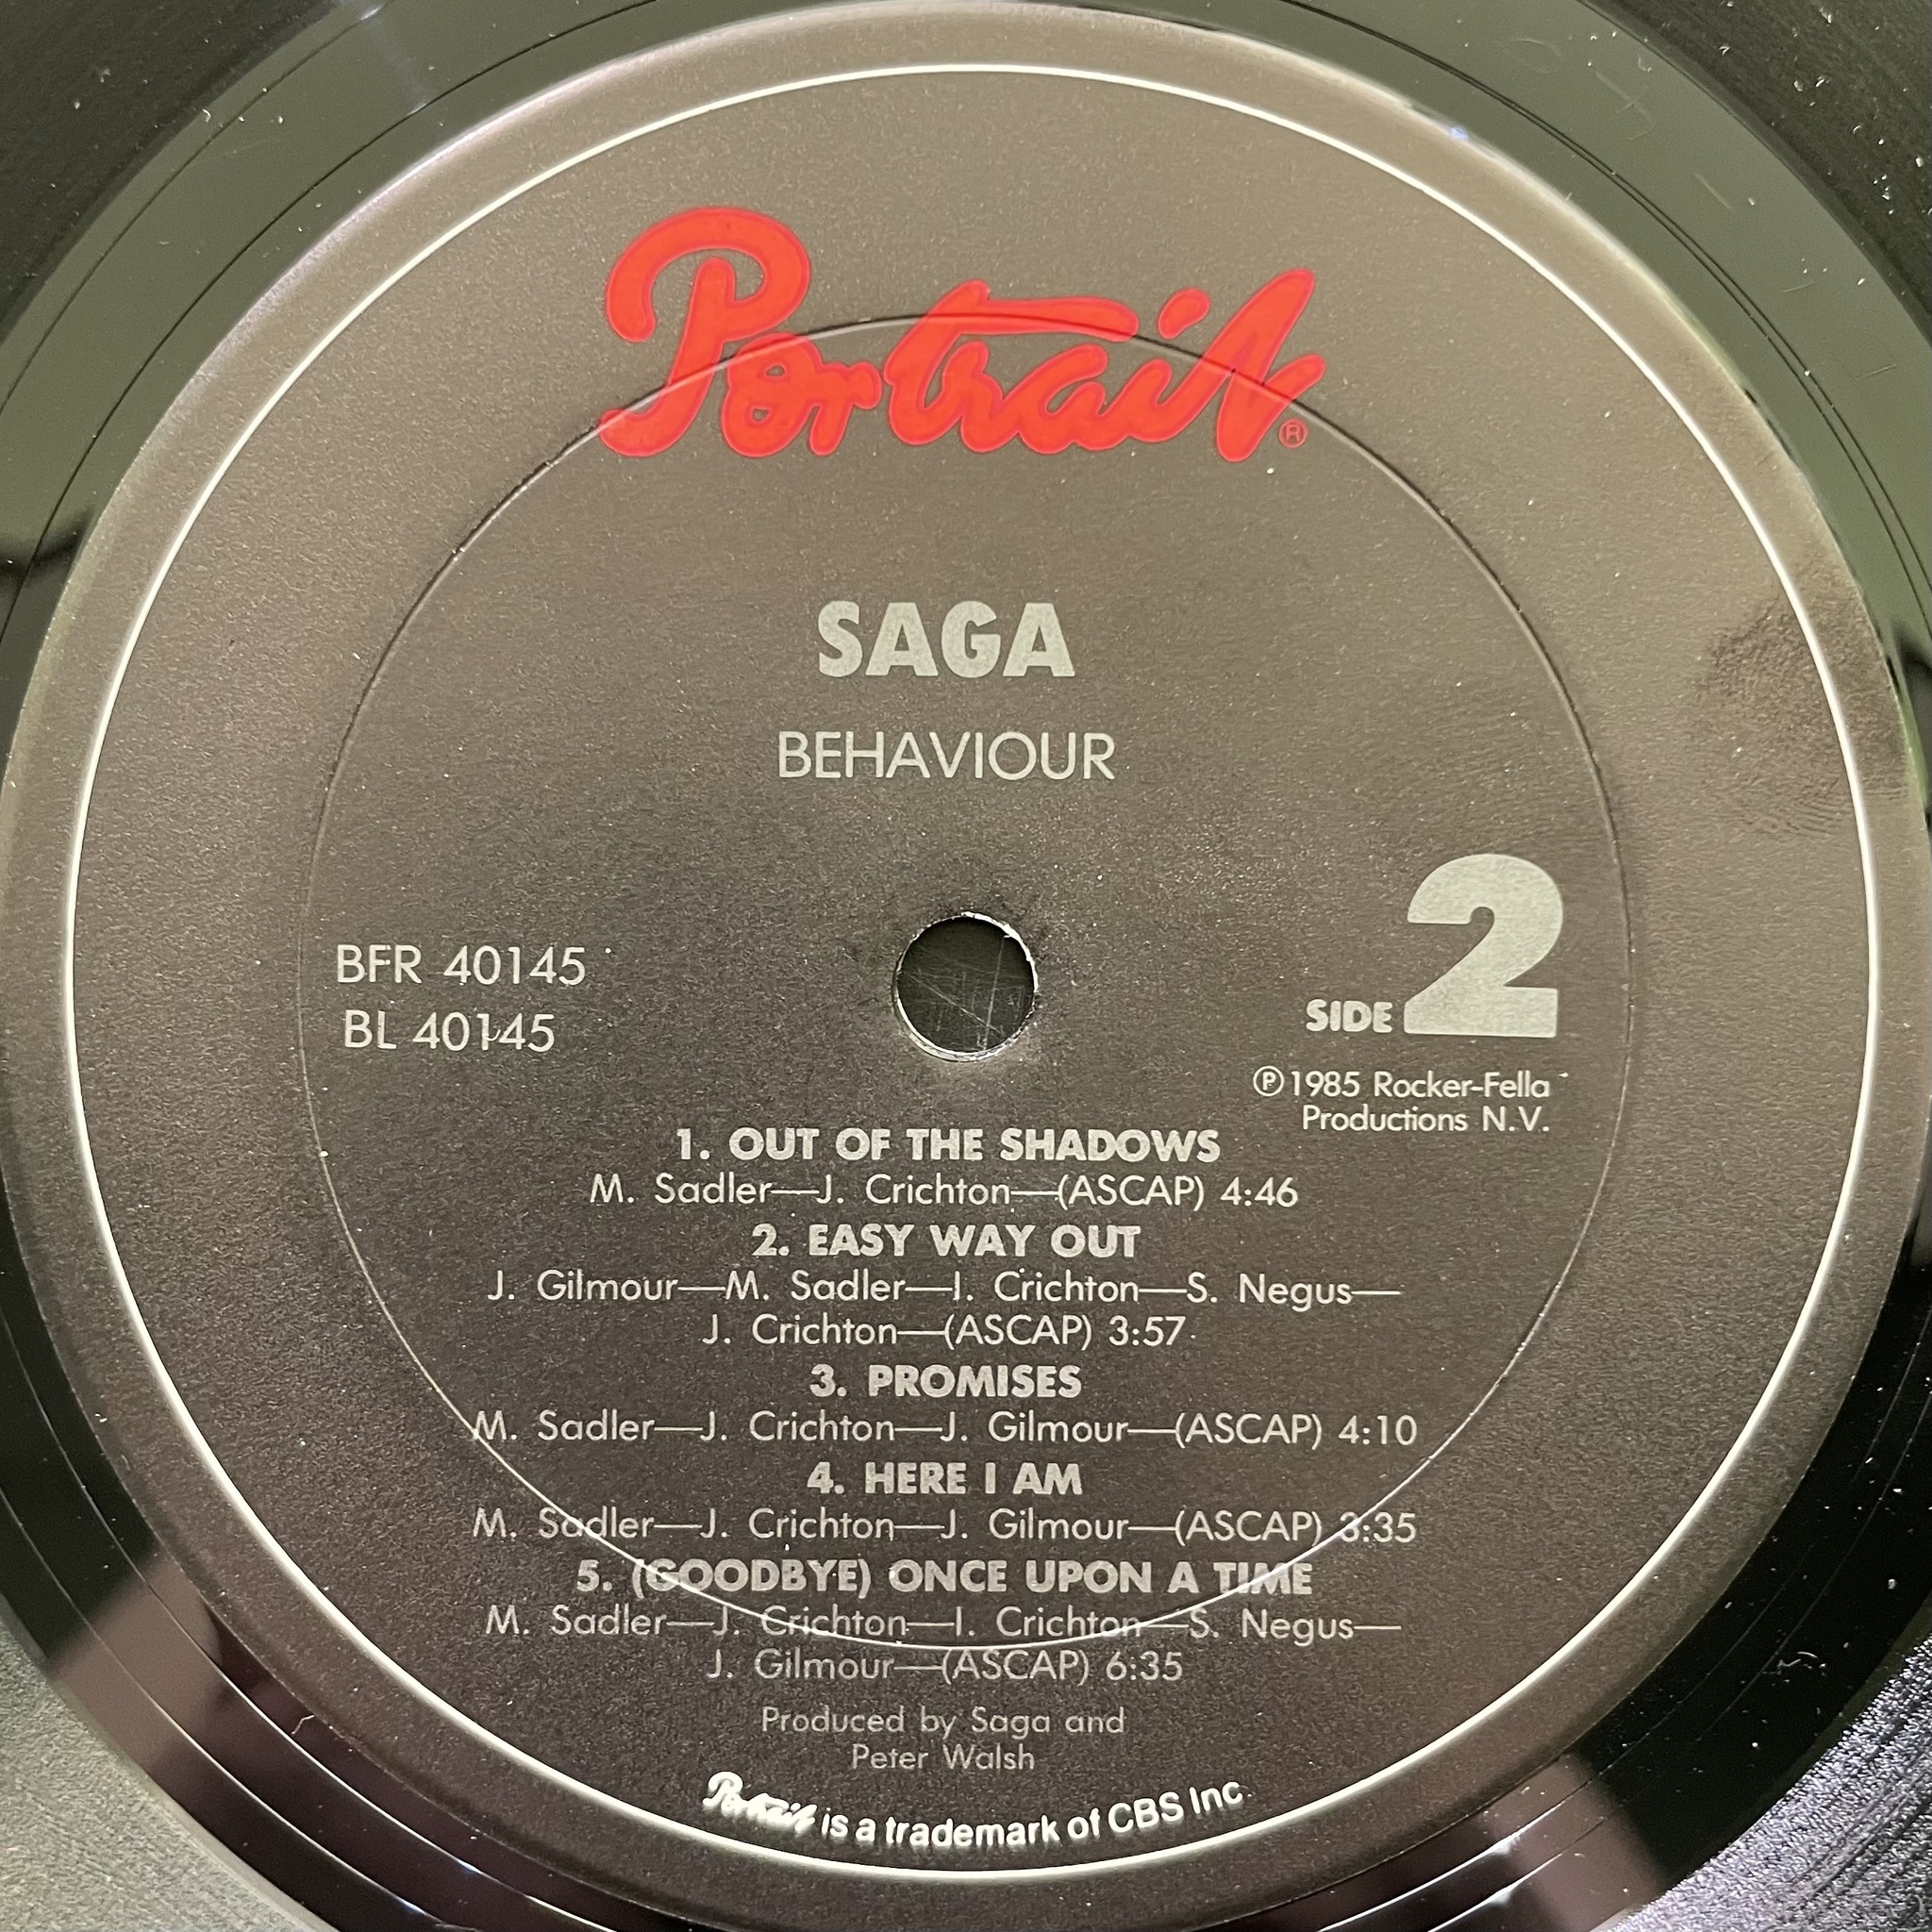 Portrait®
SAGA
BEHAVIOUR
BFR 40145
BL 40145
SIDE 2
℗1985 Rocker-Fella
Productions N.V.
1. OUT OF THE SHADOWS
M. Sadler—J. Crichton—(ASCAP) 4:46
2. EASY WAY OUT
J. Gilmour—M. Sadler—I. Crichton—S. Negus—
J. Crichton—(ASCAP) 3:57
3. PROMISES
M. Sadler—J. Crichton—J. Gilmour—(ASCAP) 4:10
4. HERE I AM
M. Sadler—J. Crichton—J. Gilmour—(ASCAP) 3:35
5. (GOODBYE) ONCE UPON A TIME
M. Sadler—J. Crichton—I. Crichton—S. Negus—
J. Gilmour—(ASCAP) 6:35
Produced by Saga and
Peter Walsh
Portrait is a trademark of CBS Inc.